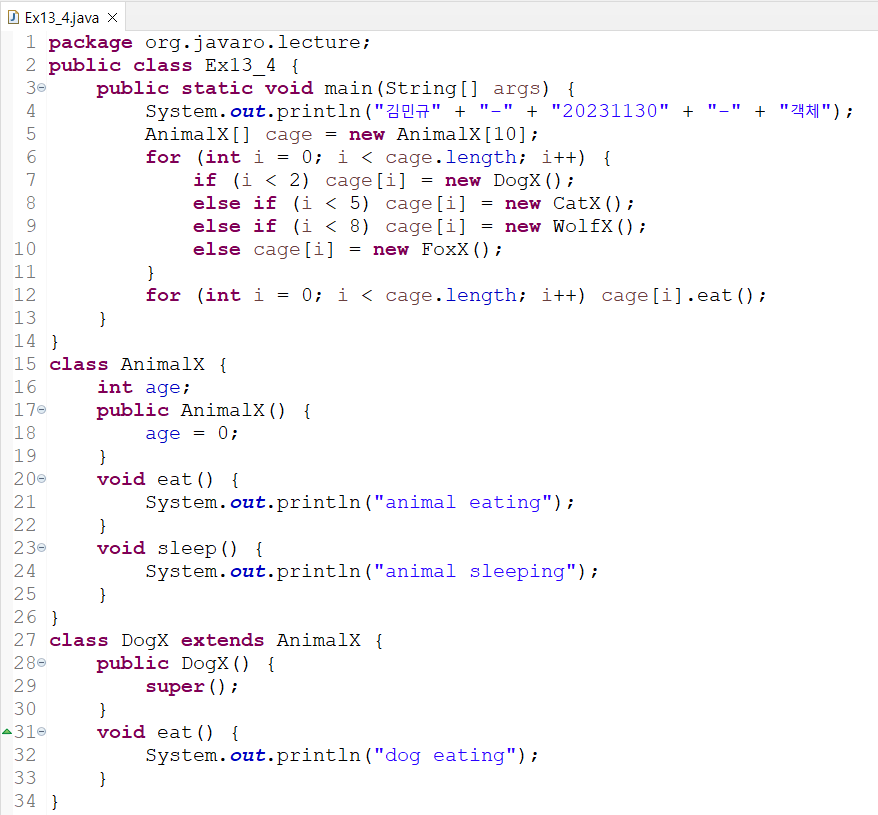 Ex13_4.java
1 package org.javaro.lecture;
2 public class Ex13_4 {
3 public static void main(String[] args) {
4 System.out.println("김민규" + "-" + "20231130" + "-" + "객체");
5 AnimalX[] cage = new AnimalX[10];
6 for (int i = 0; i < cage.length; i++) {
7 if (i < 2) cage[i] = new DogX();
8 else if (i < 5) cage[i] = new CatX();
9 else if (i < 8) cage[i] = new WolfX();
10 else cage[i] = new FoxX();
11 }
12 for (int i = 0; i < cage.length; i++) cage[i].eat();
13 }
14 }
15 class AnimalX {
16 int age;
17 public AnimalX() {
18 age = 0;
19 }
20 void eat() {
21 System.out.println("animal eating");
22 }
23 void sleep() {
24 System.out.println("animal sleeping");
25 }
26 }
27 class DogX extends AnimalX {
28 public DogX() {
29 super();
30 }
31 void eat() {
32 System.out.println("dog eating");
33 }
34 }